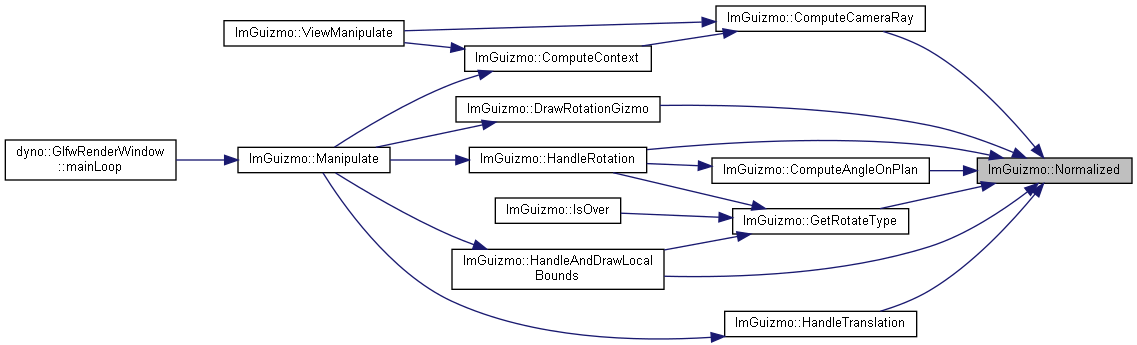 ImGuizmo::ComputeCameraRay
ImGuizmo::ViewManipulate
ImGuizmo::ComputeContext
ImGuizmo::DrawRotationGizmo
dyno::GlfwRenderWindow
::mainLoop
ImGuizmo::Manipulate
ImGuizmo::HandleRotation
ImGuizmo::ComputeAngleOnPlan
ImGuizmo::Normalized
ImGuizmo::IsOver
ImGuizmo::GetRotateType
ImGuizmo::HandleAndDrawLocal
Bounds
ImGuizmo::HandleTranslation